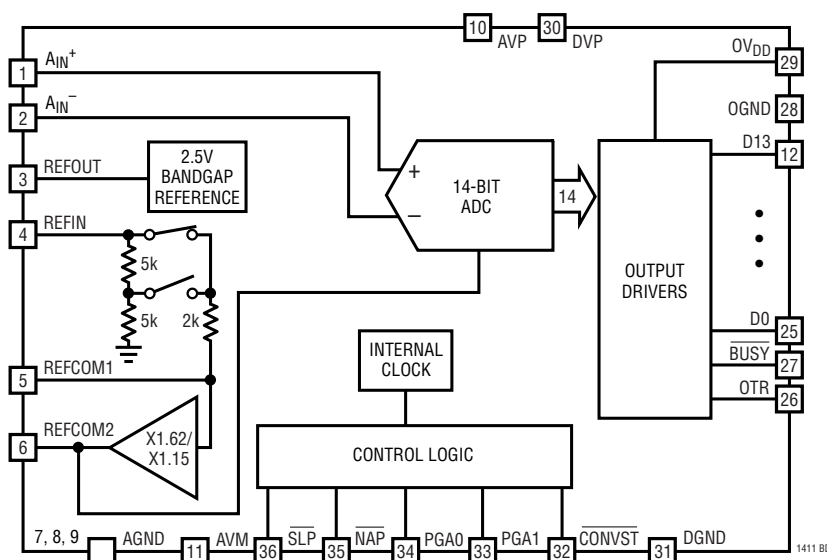 10 AVP 30 DVP
1 AIN+
OVDD 29
2 AIN−
OGND 28
3 REFOUT
2.5V
BANDGAP
REFERENCE
+
−
14-BIT
ADC
14
D13 12
4 REFIN
5k
5k
2k
OUTPUT
DRIVERS
D0 25
BUSY 27
OTR 26
INTERNAL
CLOCK
5 REFCOM1
6 REFCOM2
X1.62/
X1.15
CONTROL LOGIC
7, 8, 9 AGND 11 AVM 36 SLP 35 NAP 34 PGA0 33 PGA1 32 CONVST 31 DGND